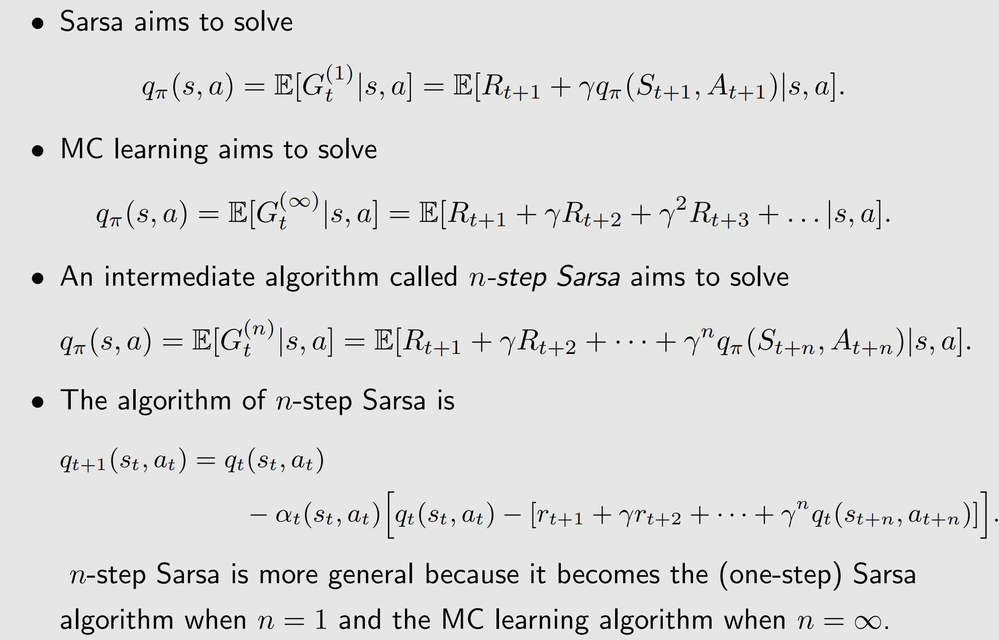 • Sarsa aims to solve
$q_\pi(s, a) = \mathbb{E}[G_t^{(1)}|s, a] = \mathbb{E}[R_{t+1} + \gamma q_\pi(S_{t+1}, A_{t+1})|s, a].$
• MC learning aims to solve
$q_\pi(s, a) = \mathbb{E}[G_t^{(\infty)}|s, a] = \mathbb{E}[R_{t+1} + \gamma R_{t+2} + \gamma^2 R_{t+3} + \dots |s, a].$
• An intermediate algorithm called $n$-step Sarsa aims to solve
$q_\pi(s, a) = \mathbb{E}[G_t^{(n)}|s, a] = \mathbb{E}[R_{t+1} + \gamma R_{t+2} + \cdots + \gamma^n q_\pi(S_{t+n}, A_{t+n})|s, a].$
• The algorithm of $n$-step Sarsa is
$q_{t+1}(s_t, a_t) = q_t(s_t, a_t)$
$- \alpha_t(s_t, a_t)\Big[q_t(s_t, a_t) - [r_{t+1} + \gamma r_{t+2} + \cdots + \gamma^n q_t(s_{t+n}, a_{t+n})]\Big].$
$n$-step Sarsa is more general because it becomes the (one-step) Sarsa
algorithm when $n = 1$ and the MC learning algorithm when $n = \infty$.